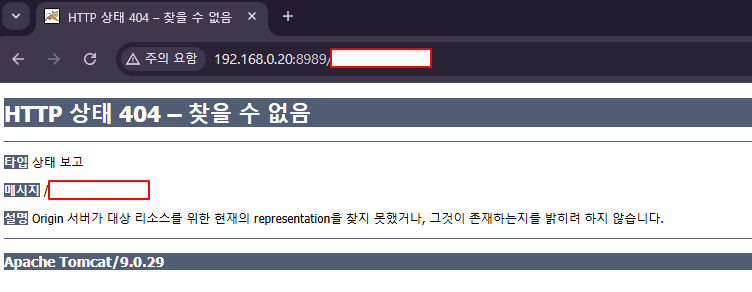 HTTP 상태 404 – 찾을 수 없음
주의 요함 192.168.0.20:8989/
HTTP 상태 404 – 찾을 수 없음
타입 상태 보고
메시지 /
설명 Origin 서버가 대상 리소스를 위한 현재의 representation을 찾지 못했거나, 그것이 존재하는지를 밝히려 하지 않습니다.
Apache Tomcat/9.0.29